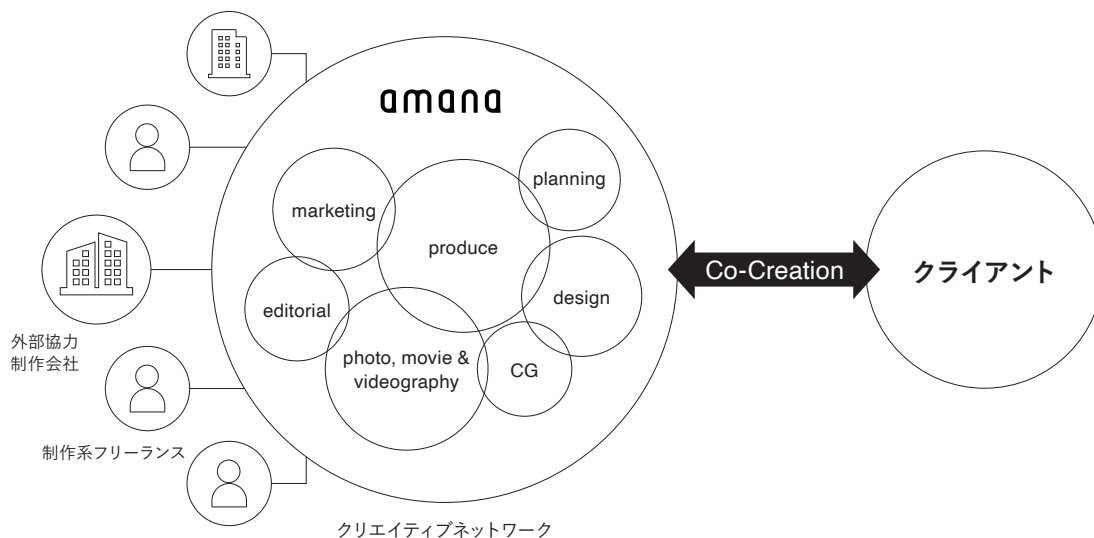 amana
planning
marketing
produce
Co-Creation
クライアント
design
editorial
外部協力
制作会社
photo, movie &
videography
CG
制作系フリーランス
クリエイティブネットワーク